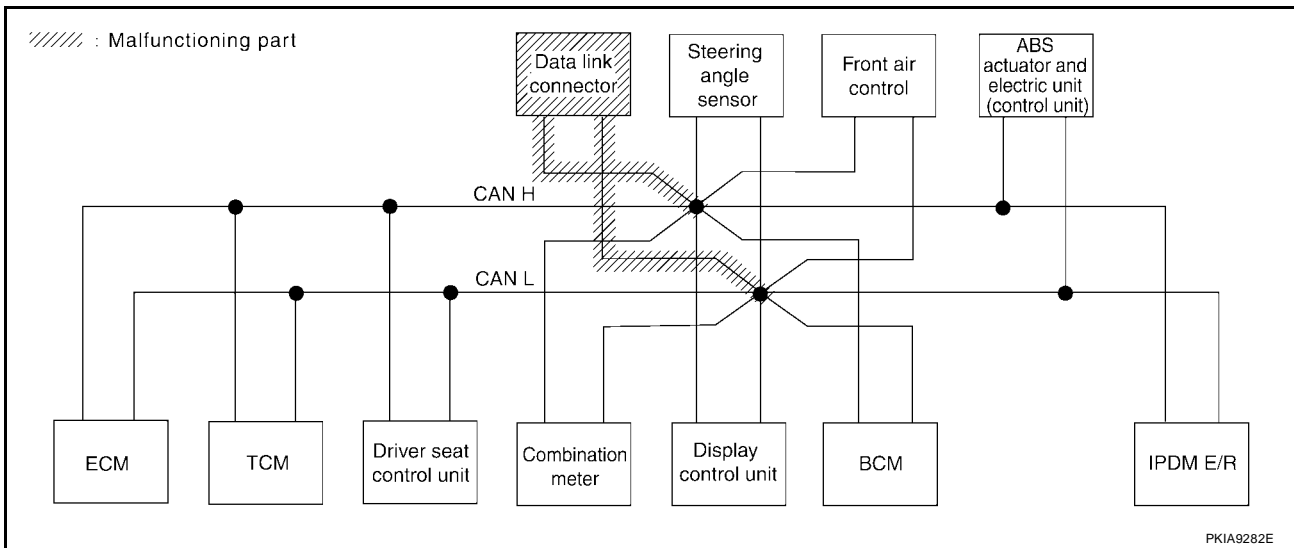 : Malfunctioning part
Data link
connector
Steering
angle
sensor
Front air
control
ABS
actuator and
electric unit
(control unit)
CAN H
CAN L
ECM
TCM
Driver seat
control unit
Combination
meter
Display
control unit
BCM
IPDM E/R
PKIA9282E